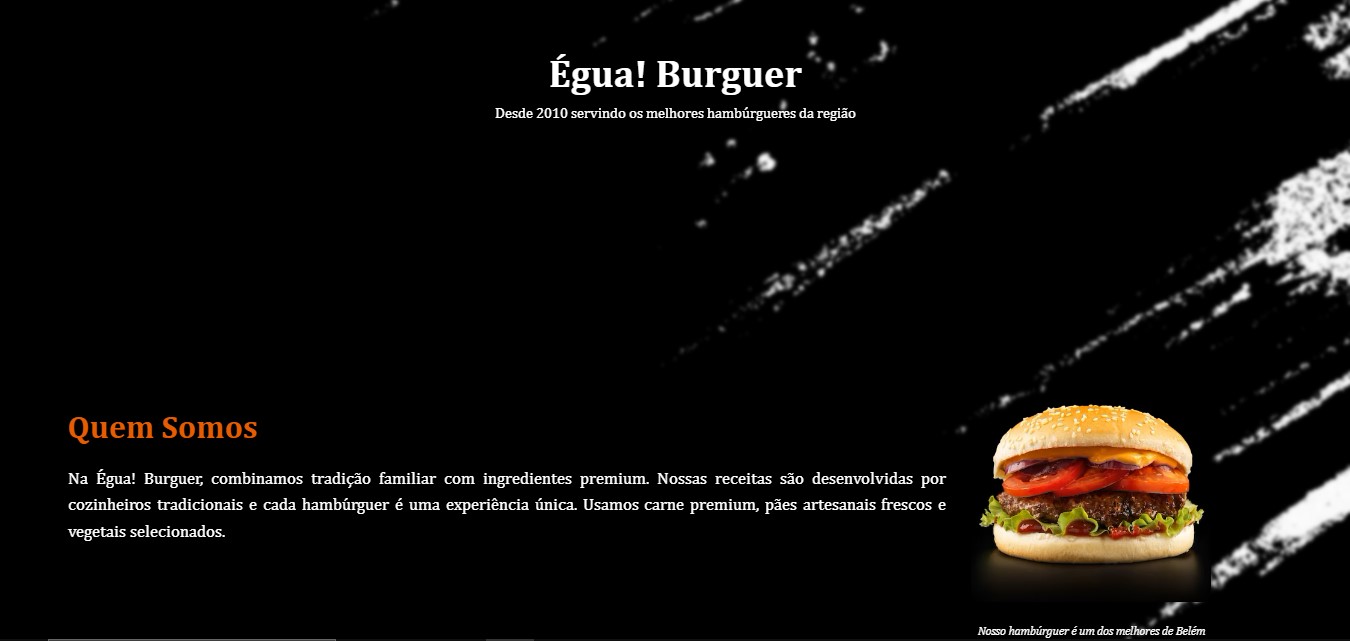 Égua! Burguer
Desde 2010 servindo os melhores hambúrgueres da região
Quem Somos
Na Égua! Burguer, combinamos tradição familiar com ingredientes premium. Nossas receitas são desenvolvidas por
cozinheiros tradicionais e cada hambúrguer é uma experiência única. Usamos carne premium, pães artesanais frescos e
vegetais selecionados.
Nosso hambúrguer é um dos melhores de Belém